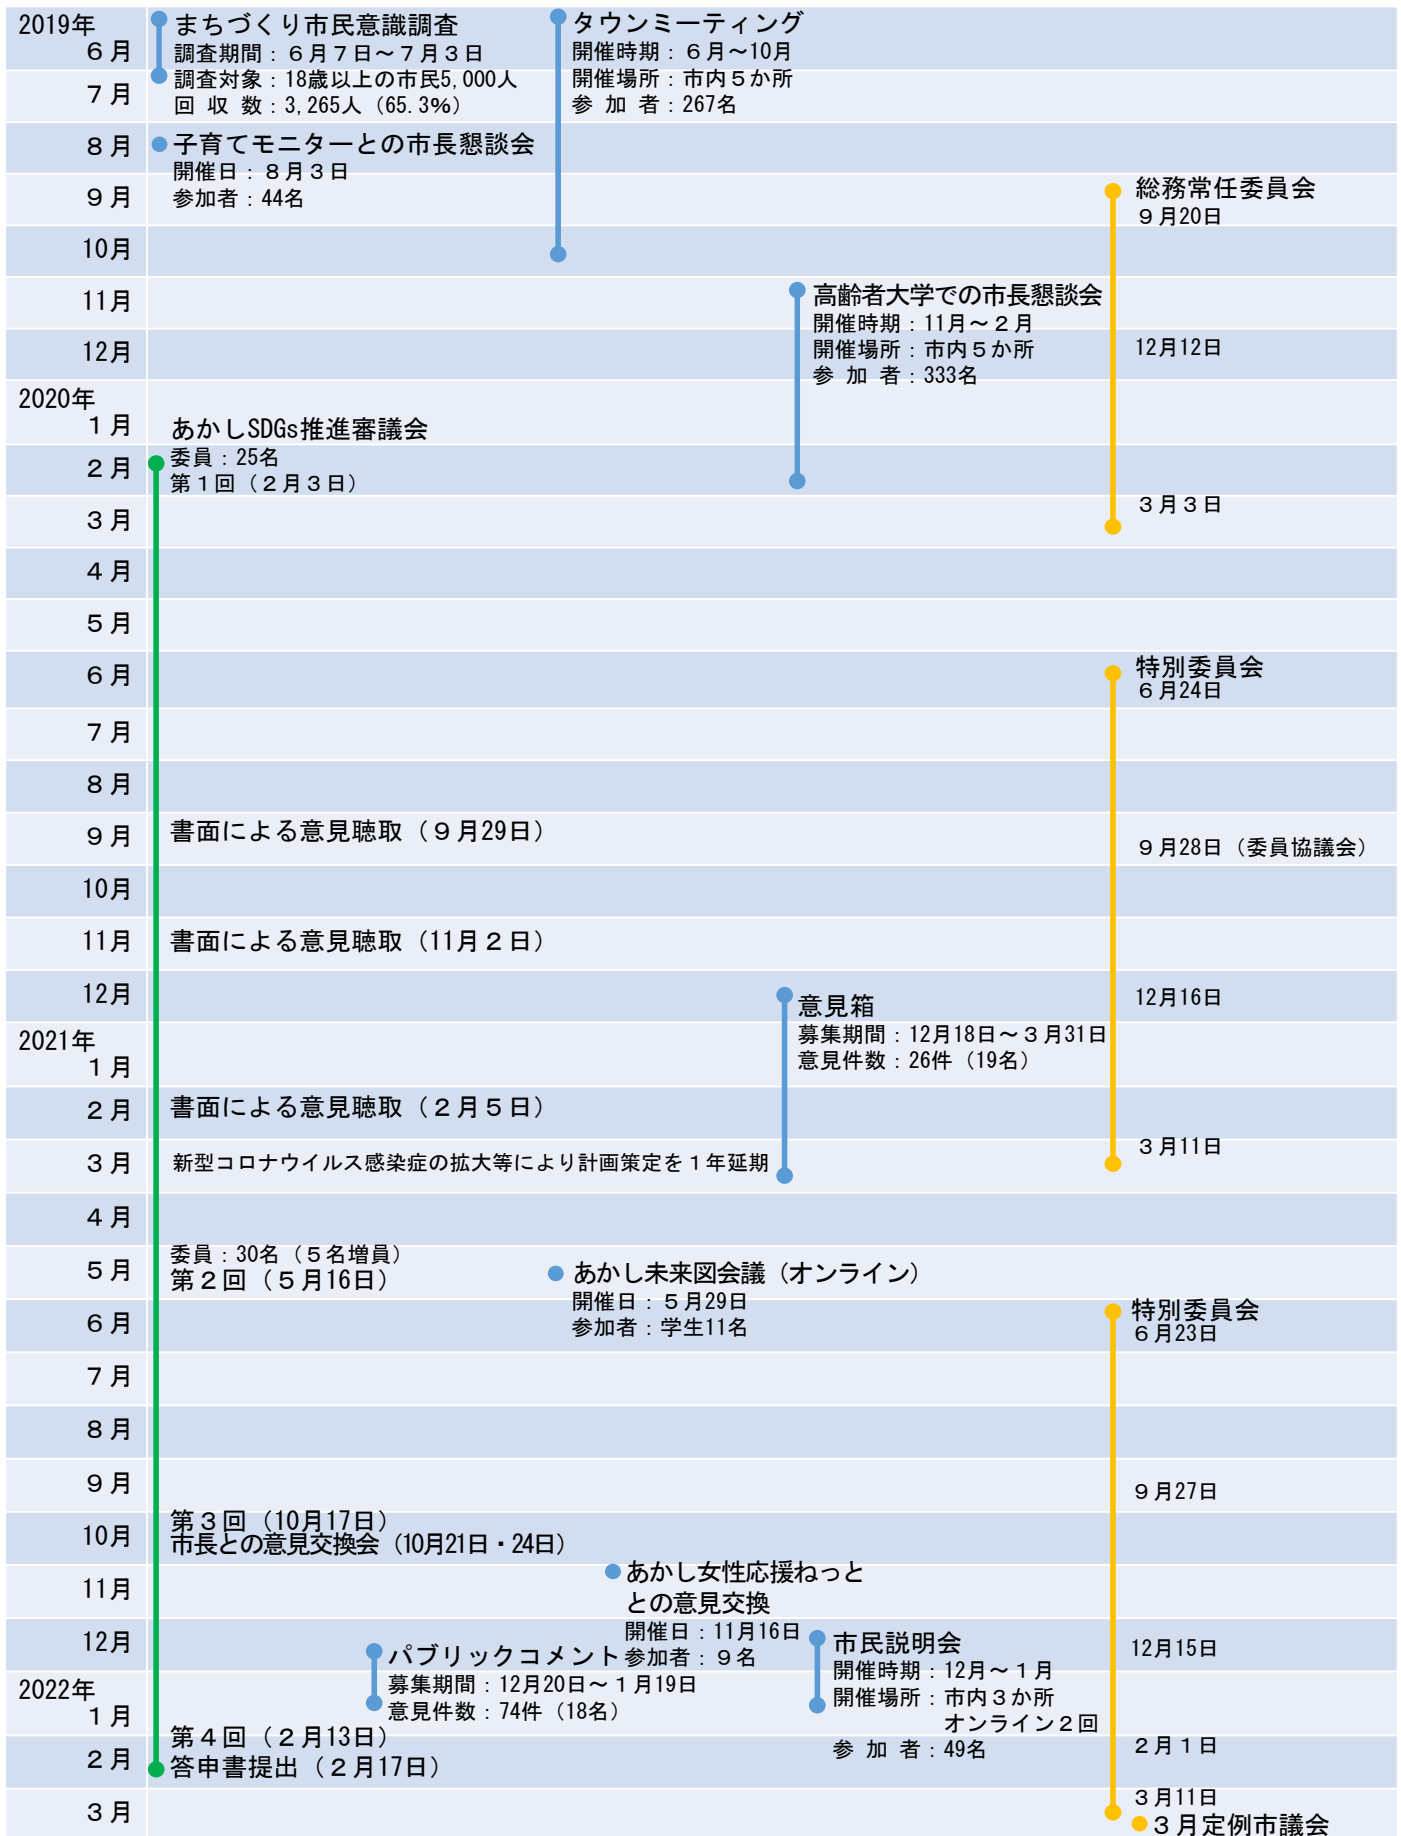 2019年
６月
７月
８月
９月
10月
11月
12月
2020年
１月
２月
３月
４月
５月
６月
７月
８月
９月
10月
11月
12月
2021年
１月
２月
３月
４月
５月
６月
７月
８月
９月
10月
11月
12月
2022年
１月
２月
３月
まちづくり市民意識調査
調査期間：６月７日～７月３日
調査対象：18歳以上の市民5,000人
回 収 数：3,265人（65.3％）
子育てモニターとの市長懇談会
開催日：８月３日
参加者：44名
タウンミーティング
開催時期：６月～10月
開催場所：市内５か所
参 加 者：267名
高齢者大学での市長懇談会
開催時期：11月～２月
開催場所：市内５か所
参 加 者：333名
総務常任委員会
９月20日
12月12日
３月３日
あかしSDGs推進審議会
委員：25名
第１回（２月３日）
書面による意見聴取（９月29日）
書面による意見聴取（11月２日）
書面による意見聴取（２月５日）
新型コロナウイルス感染症の拡大等により計画策定を１年延期
委員：30名（５名増員）
第２回（５月16日）
第３回（10月17日）
市長との意見交換会（10月21日・24日）
第４回（２月13日）
答申書提出（２月17日）
特別委員会
６月24日
９月28日（委員協議会）
12月16日
３月11日
意見箱
募集期間：12月18日～３月31日
意見件数：26件（19名）
あかし未来図会議（オンライン）
開催日：５月29日
参加者：学生11名
特別委員会
６月23日
９月27日
12月15日
２月１日
３月11日
３月定例市議会
あかし女性応援ねっと
との意見交換
開催日：11月16日
参加者：９名
パブリックコメント
募集期間：12月20日～１月19日
意見件数：74件（18名）
市民説明会
開催時期：12月～１月
開催場所：市内３か所
オンライン２回
参 加 者：49名